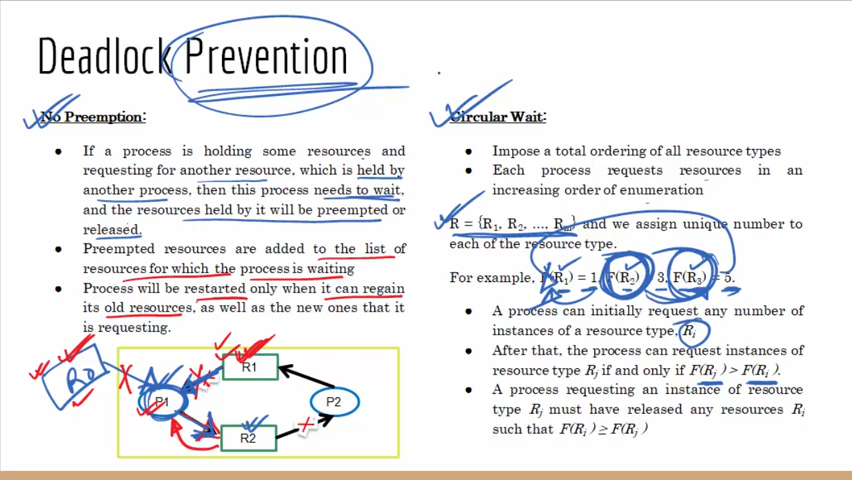 Deadlock Prevention
No Preemption:
● If a process is holding some resources and
requesting for another resource, which is held by
another process, then this process needs to wait,
and the resources held by it will be preempted or
released.
● Preempted resources are added to the list of
resources for which the process is waiting
● Process will be restarted only when it can regain
its old resources, as well as the new ones that it
is requesting.
R0
R1
P1
P2
R2
Circular Wait:
● Impose a total ordering of all resource types
● Each process requests resources in an
increasing order of enumeration
R = {R1, R2, ..., Rm} and we assign unique number to
each of the resource type.
For example, F(R1) = 1, F(R2) = 3, F(R3) = 5.
● A process can initially request any number of
instances of a resource type, Ri
● After that, the process can request instances of
resource type Rj if and only if F(Rj ) > F(Ri ).
● A process requesting an instance of resource
type Rj must have released any resources Ri
such that F(Ri ) ≥ F(Rj )